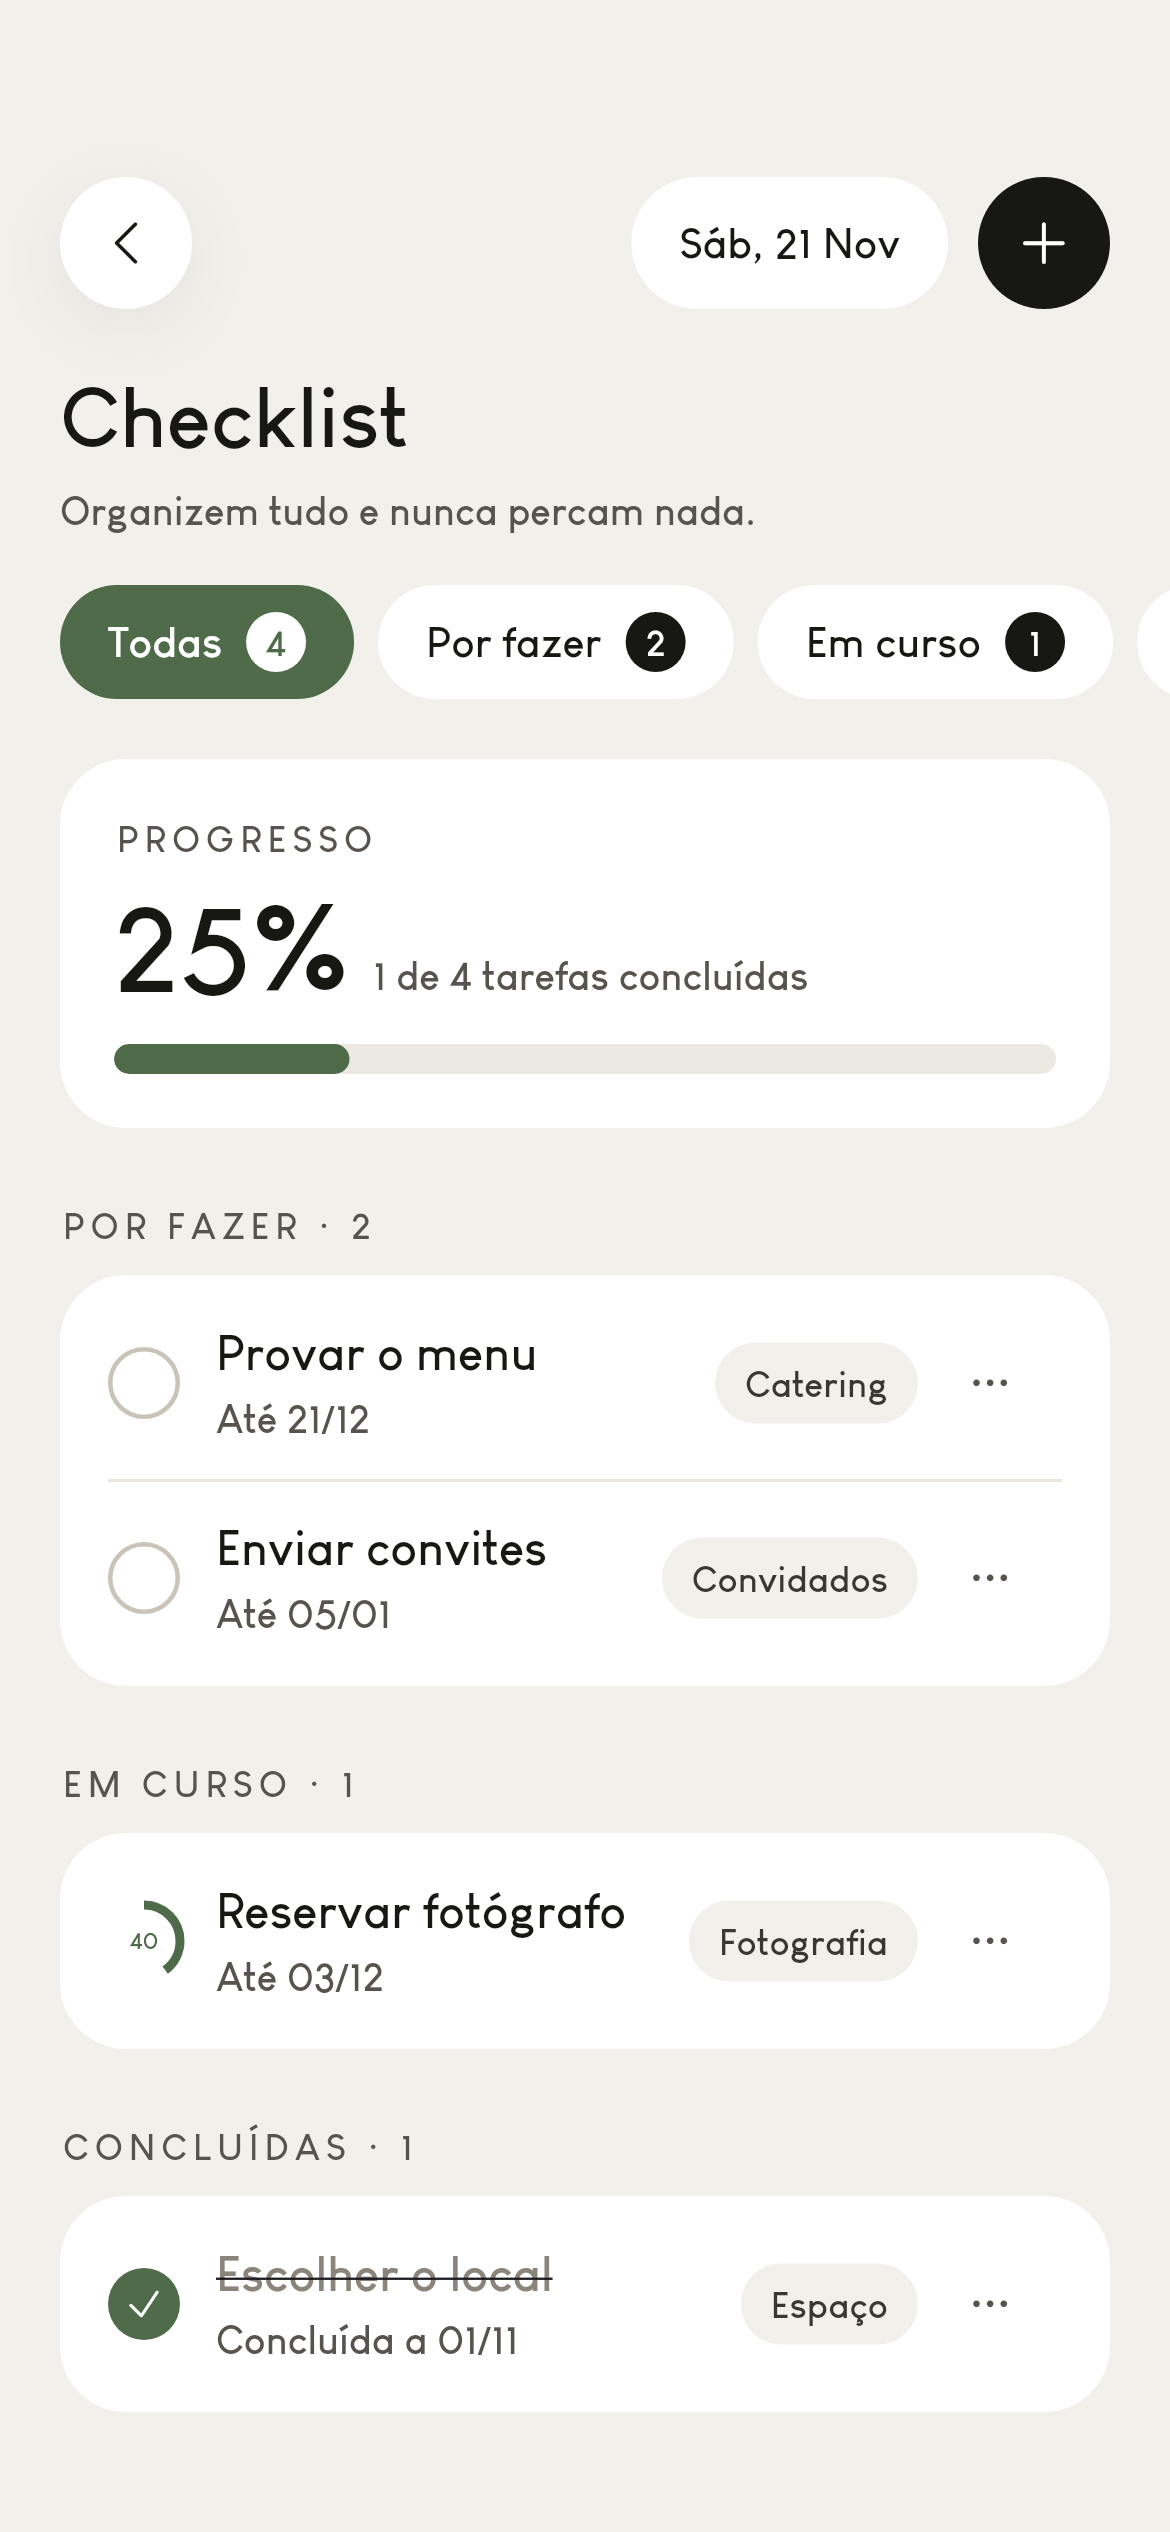 Sáb, 21 Nov
Checklist
Organizem tudo e nunca percam nada.
Todas 4 Por fazer 2 Em curso 1
PROGRESSO
25% 1 de 4 tarefas concluídas
POR FAZER · 2
Provar o menu
Até 21/12
Catering
Enviar convites
Até 05/01
Convidados
EM CURSO · 1
40
Reservar fotógrafo
Até 03/12
Fotografia
CONCLUÍDAS · 1
Escolher o local
Concluída a 01/11
Espaço